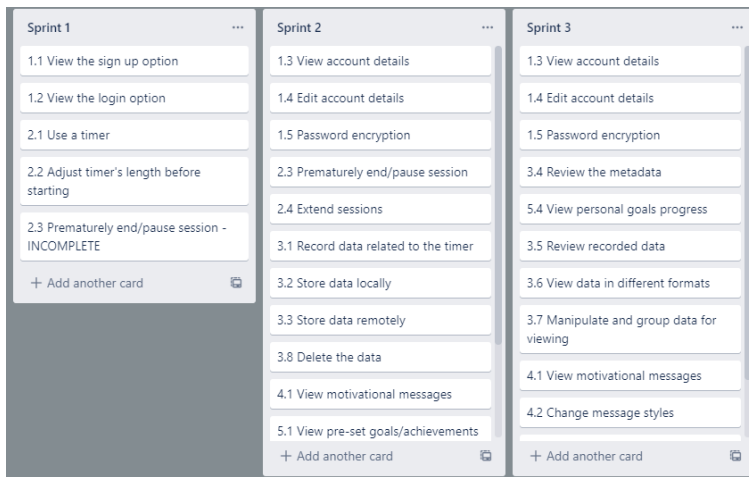 Sprint 1
1.1 View the sign up option
1.2 View the login option
2.1 Use a timer
2.2 Adjust timer's length before
starting
2.3 Prematurely end/pause session -
INCOMPLETE
+ Add another card
Sprint 2
1.3 View account details
1.4 Edit account details
1.5 Password encryption
2.3 Prematurely end/pause session
2.4 Extend sessions
3.1 Record data related to the timer
3.2 Store data locally
3.3 Store data remotely
3.8 Delete the data
4.1 View motivational messages
5.1 View pre-set goals/achievements
+ Add another card
Sprint 3
1.3 View account details
1.4 Edit account details
1.5 Password encryption
3.4 Review the metadata
5.4 View personal goals progress
3.5 Review recorded data
3.6 View data in different formats
3.7 Manipulate and group data for
viewing
4.1 View motivational messages
4.2 Change message styles
+ Add another card